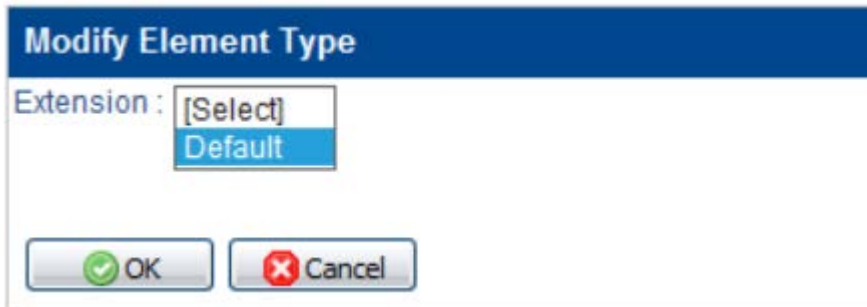 Modify Element Type
Extension : [Select]
Default
OK Cancel